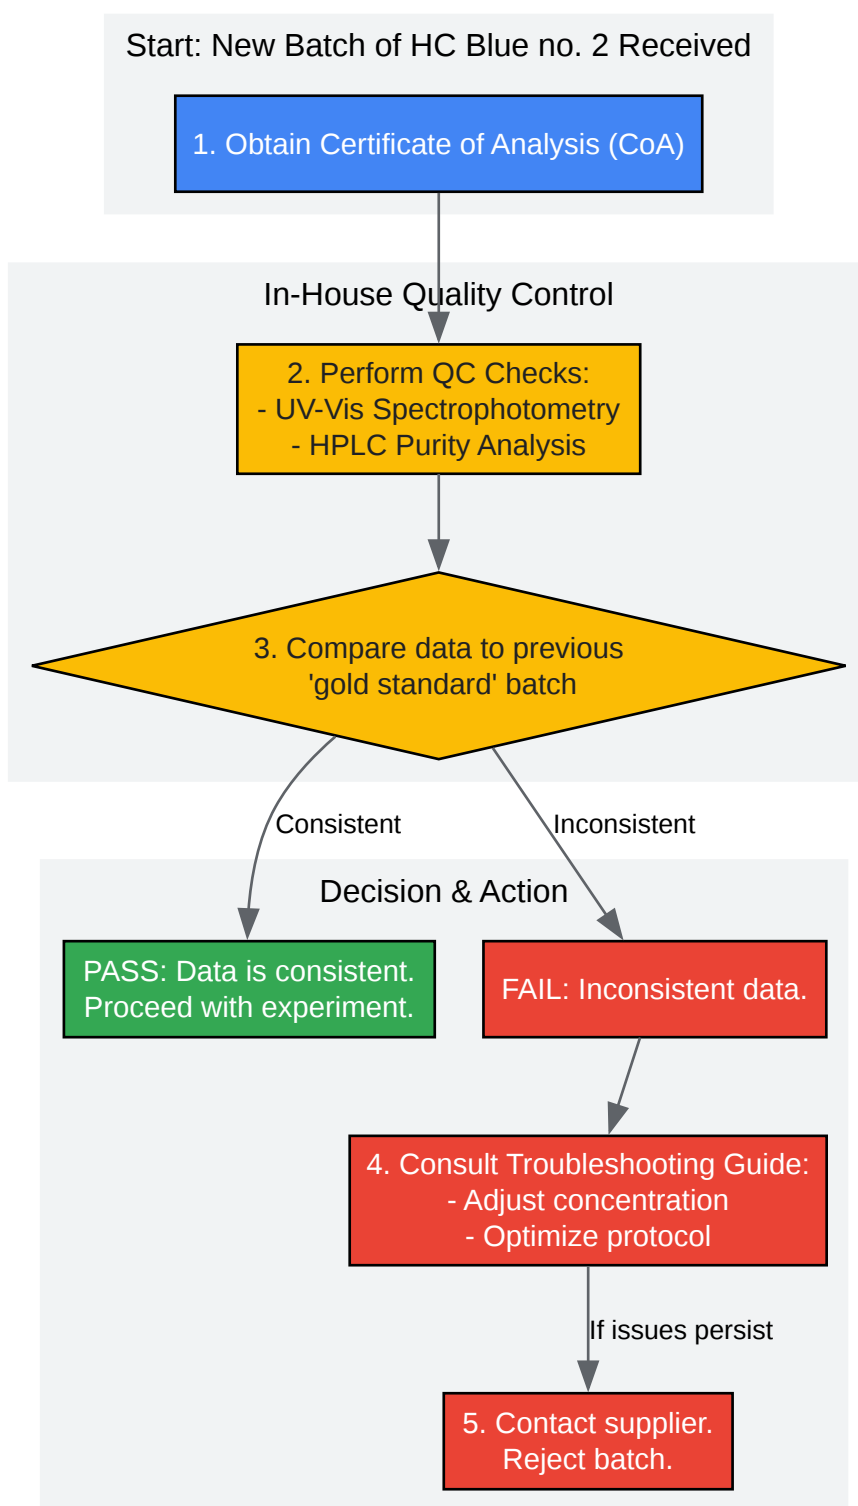 Start: New Batch of HC Blue no. 2 Received
1. Obtain Certificate of Analysis (CoA)
In-House Quality Control
2. Perform QC Checks:
- UV-Vis Spectrophotometry
- HPLC Purity Analysis
3. Compare data to previous
'gold standard' batch
Consistent
Inconsistent
Decision & Action
PASS: Data is consistent.
Proceed with experiment.
FAIL: Inconsistent data.
4. Consult Troubleshooting Guide:
- Adjust concentration
- Optimize protocol
If issues persist
5. Contact supplier.
Reject batch.